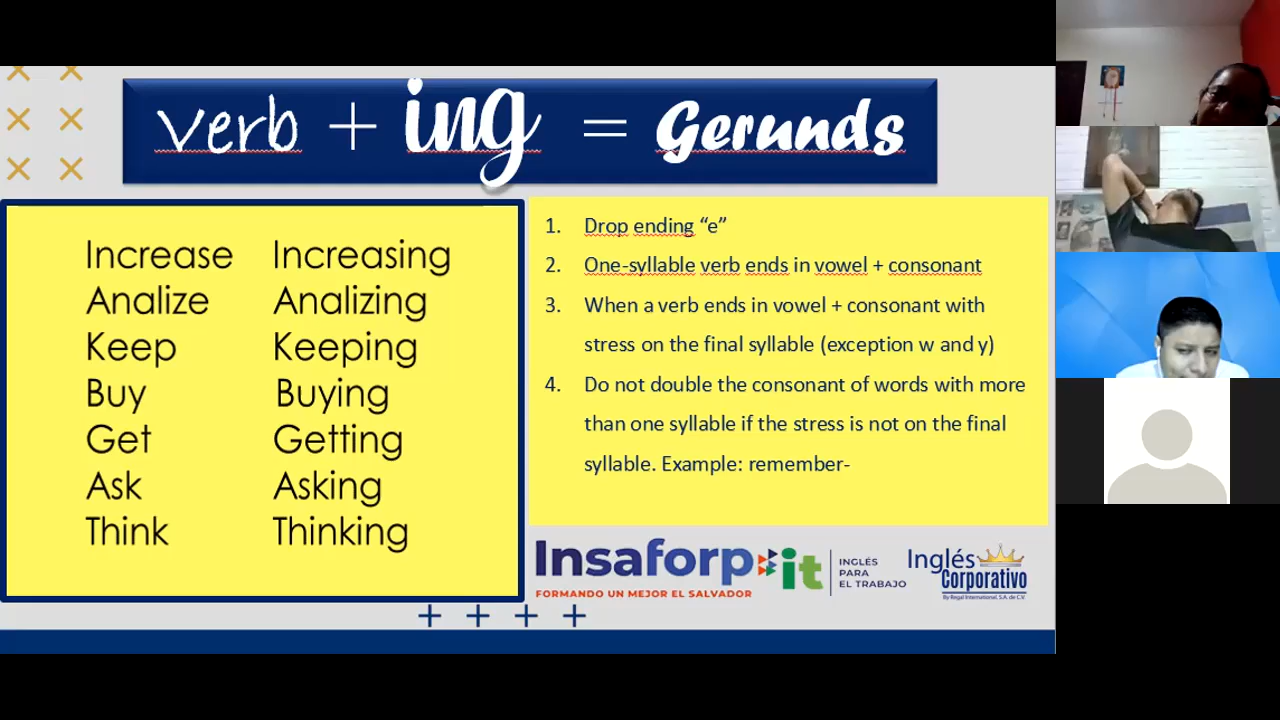 verb + ing = Gerunds
Increase Increasing
Analize Analizing
Keep Keeping
Buy Buying
Get Getting
Ask Asking
Think Thinking
1. Drop ending “e”
2. One-syllable verb ends in vowel + consonant
3. When a verb ends in vowel + consonant with
stress on the final syllable (exception w and y)
4. Do not double the consonant of words with more
than one syllable if the stress is not on the final
syllable. Example: remember-
Insaforp
FORMANDO UN MEJOR EL SALVADOR
it
INGLÉS
PARA
EL TRABAJO
Inglés
Corporativo
By Regal International, S.A. de C.V.